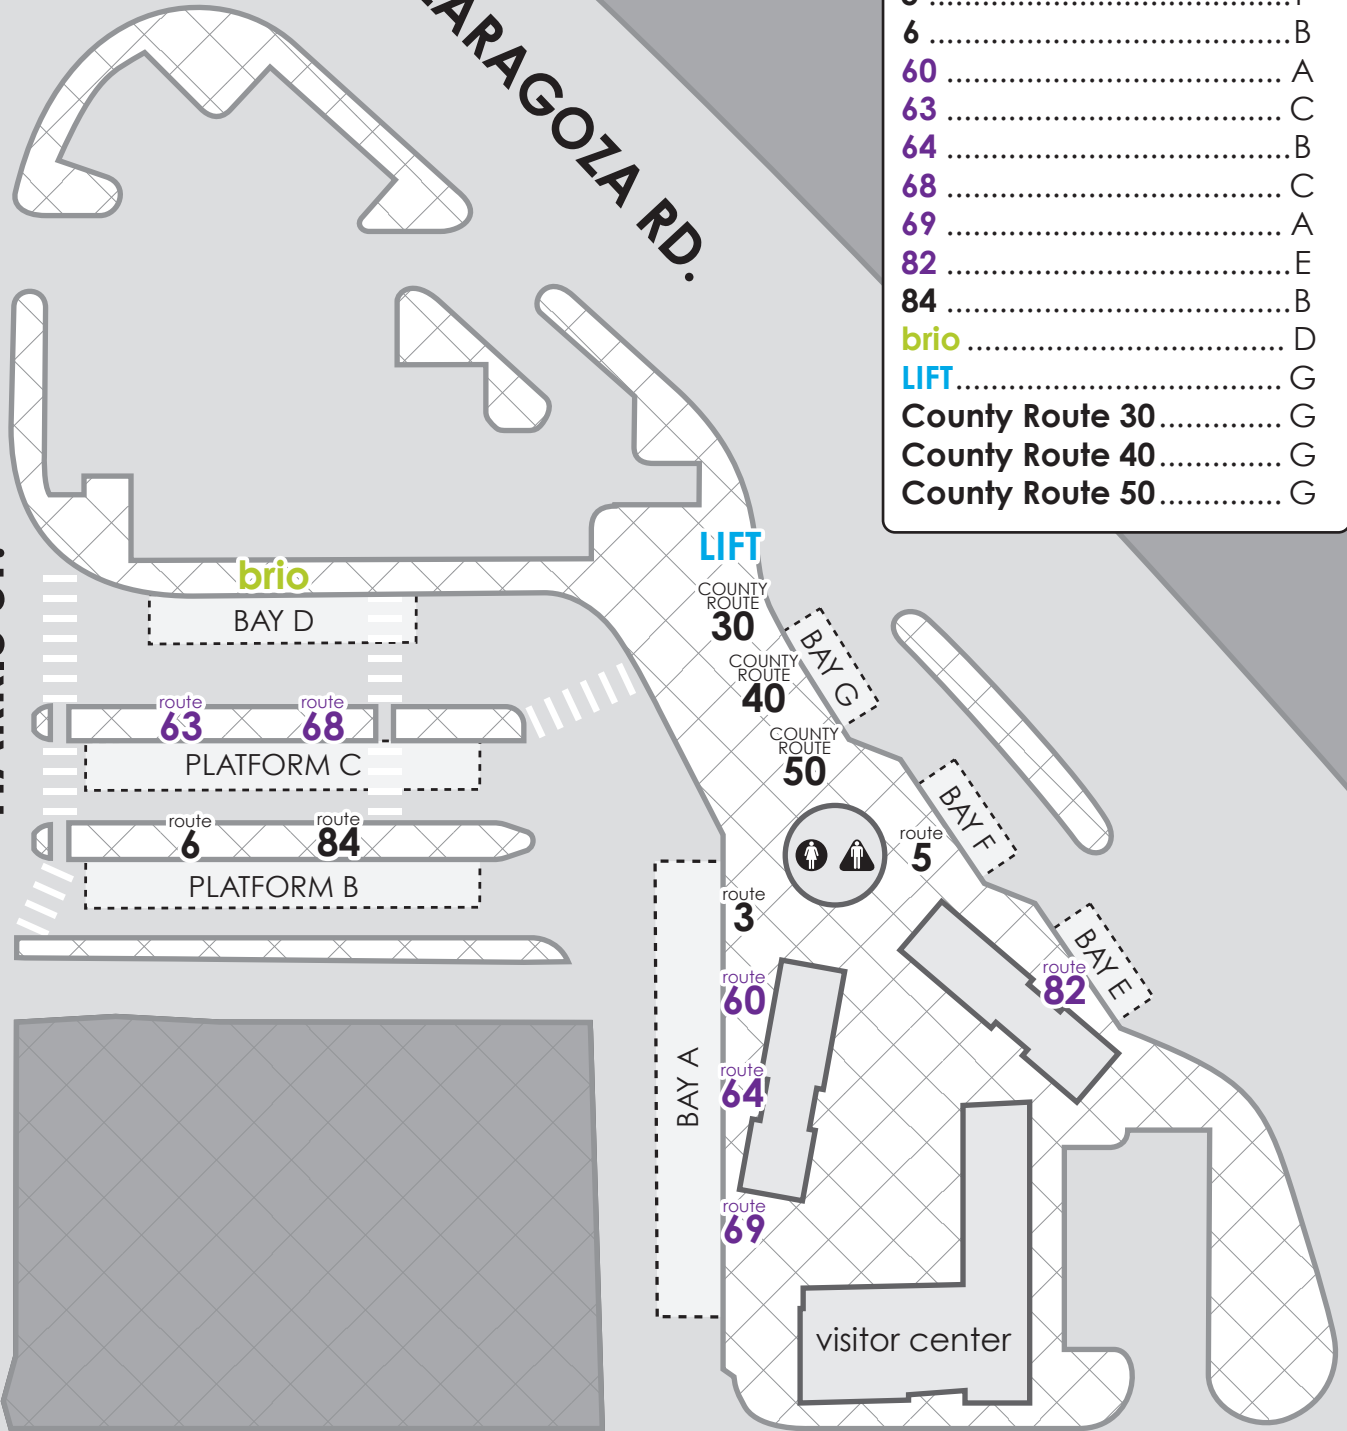 ZARAGOZA RD.
5 .......................................... F
6 .......................................... B
60 ...................................... A
63 ...................................... C
64 ...................................... B
68 ...................................... C
69 ...................................... A
82 ...................................... E
84 ...................................... B
brio .................................... D
LIFT..................................... G
County Route 30.............. G
County Route 40.............. G
County Route 50.............. G
LIFT
COUNTY
ROUTE
30
COUNTY
ROUTE
40
COUNTY
ROUTE
50
BAY G
brio
BAY D
route
63
route
68
PLATFORM C
route
6
route
84
PLATFORM B
BAY F
route
5
route
3
BAY E
route
82
route
60
BAY A
route
64
route
69
visitor center